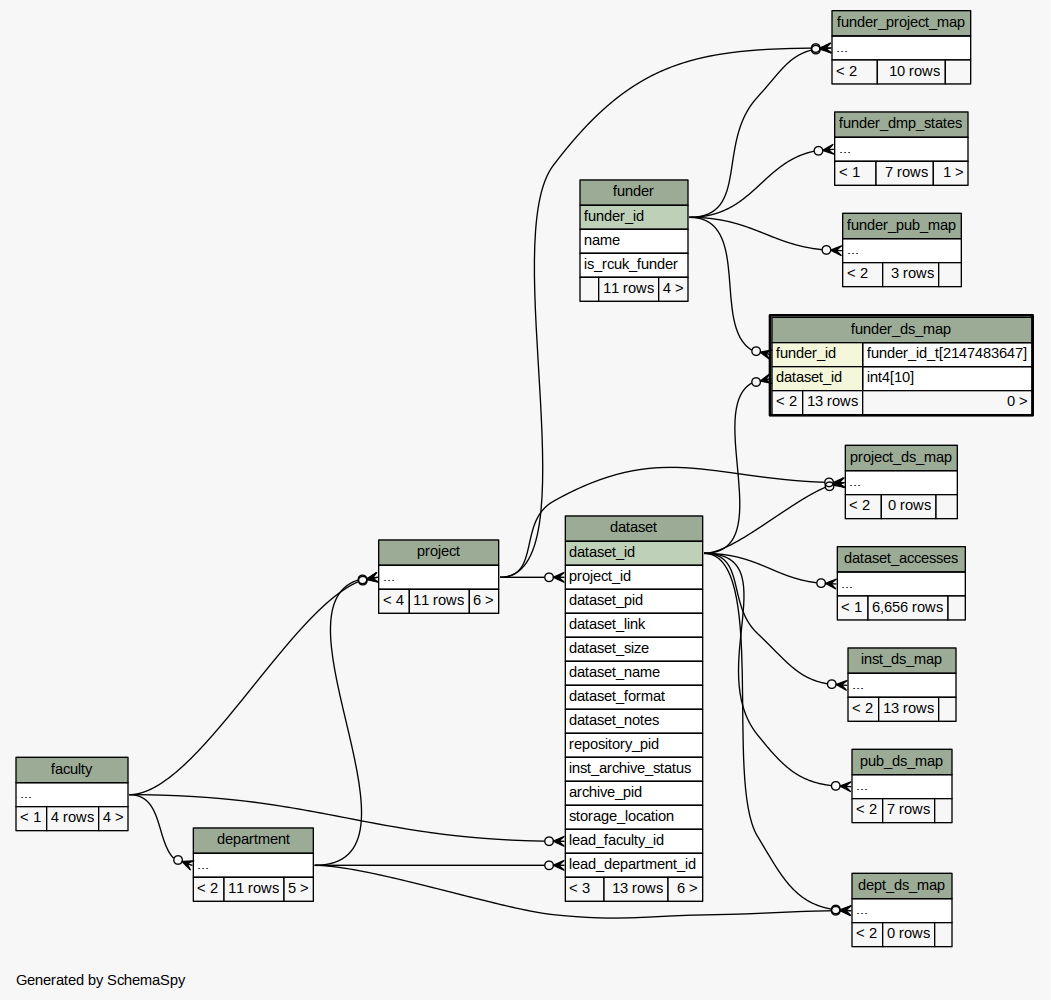 funder_project_map
...
< 2 10 rows
funder_dmp_states
...
< 1 7 rows 1 >
funder
funder_id
name
is_rcuk_funder
11 rows 4 >
funder_pub_map
...
< 2 3 rows
funder_ds_map
funder_id funder_id_t[2147483647]
dataset_id int4[10]
< 2 13 rows 0 >
project_ds_map
...
< 2 0 rows
dataset
dataset_id
project_id
dataset_pid
dataset_link
dataset_size
dataset_name
dataset_format
dataset_notes
repository_pid
inst_archive_status
archive_pid
storage_location
lead_faculty_id
lead_department_id
< 3 13 rows 6 >
project
...
< 4 11 rows 6 >
dataset_accesses
...
< 1 6,656 rows
inst_ds_map
...
< 2 13 rows
pub_ds_map
...
< 2 7 rows
faculty
...
< 1 4 rows 4 >
department
...
< 2 11 rows 5 >
dept_ds_map
...
< 2 0 rows
Generated by SchemaSpy